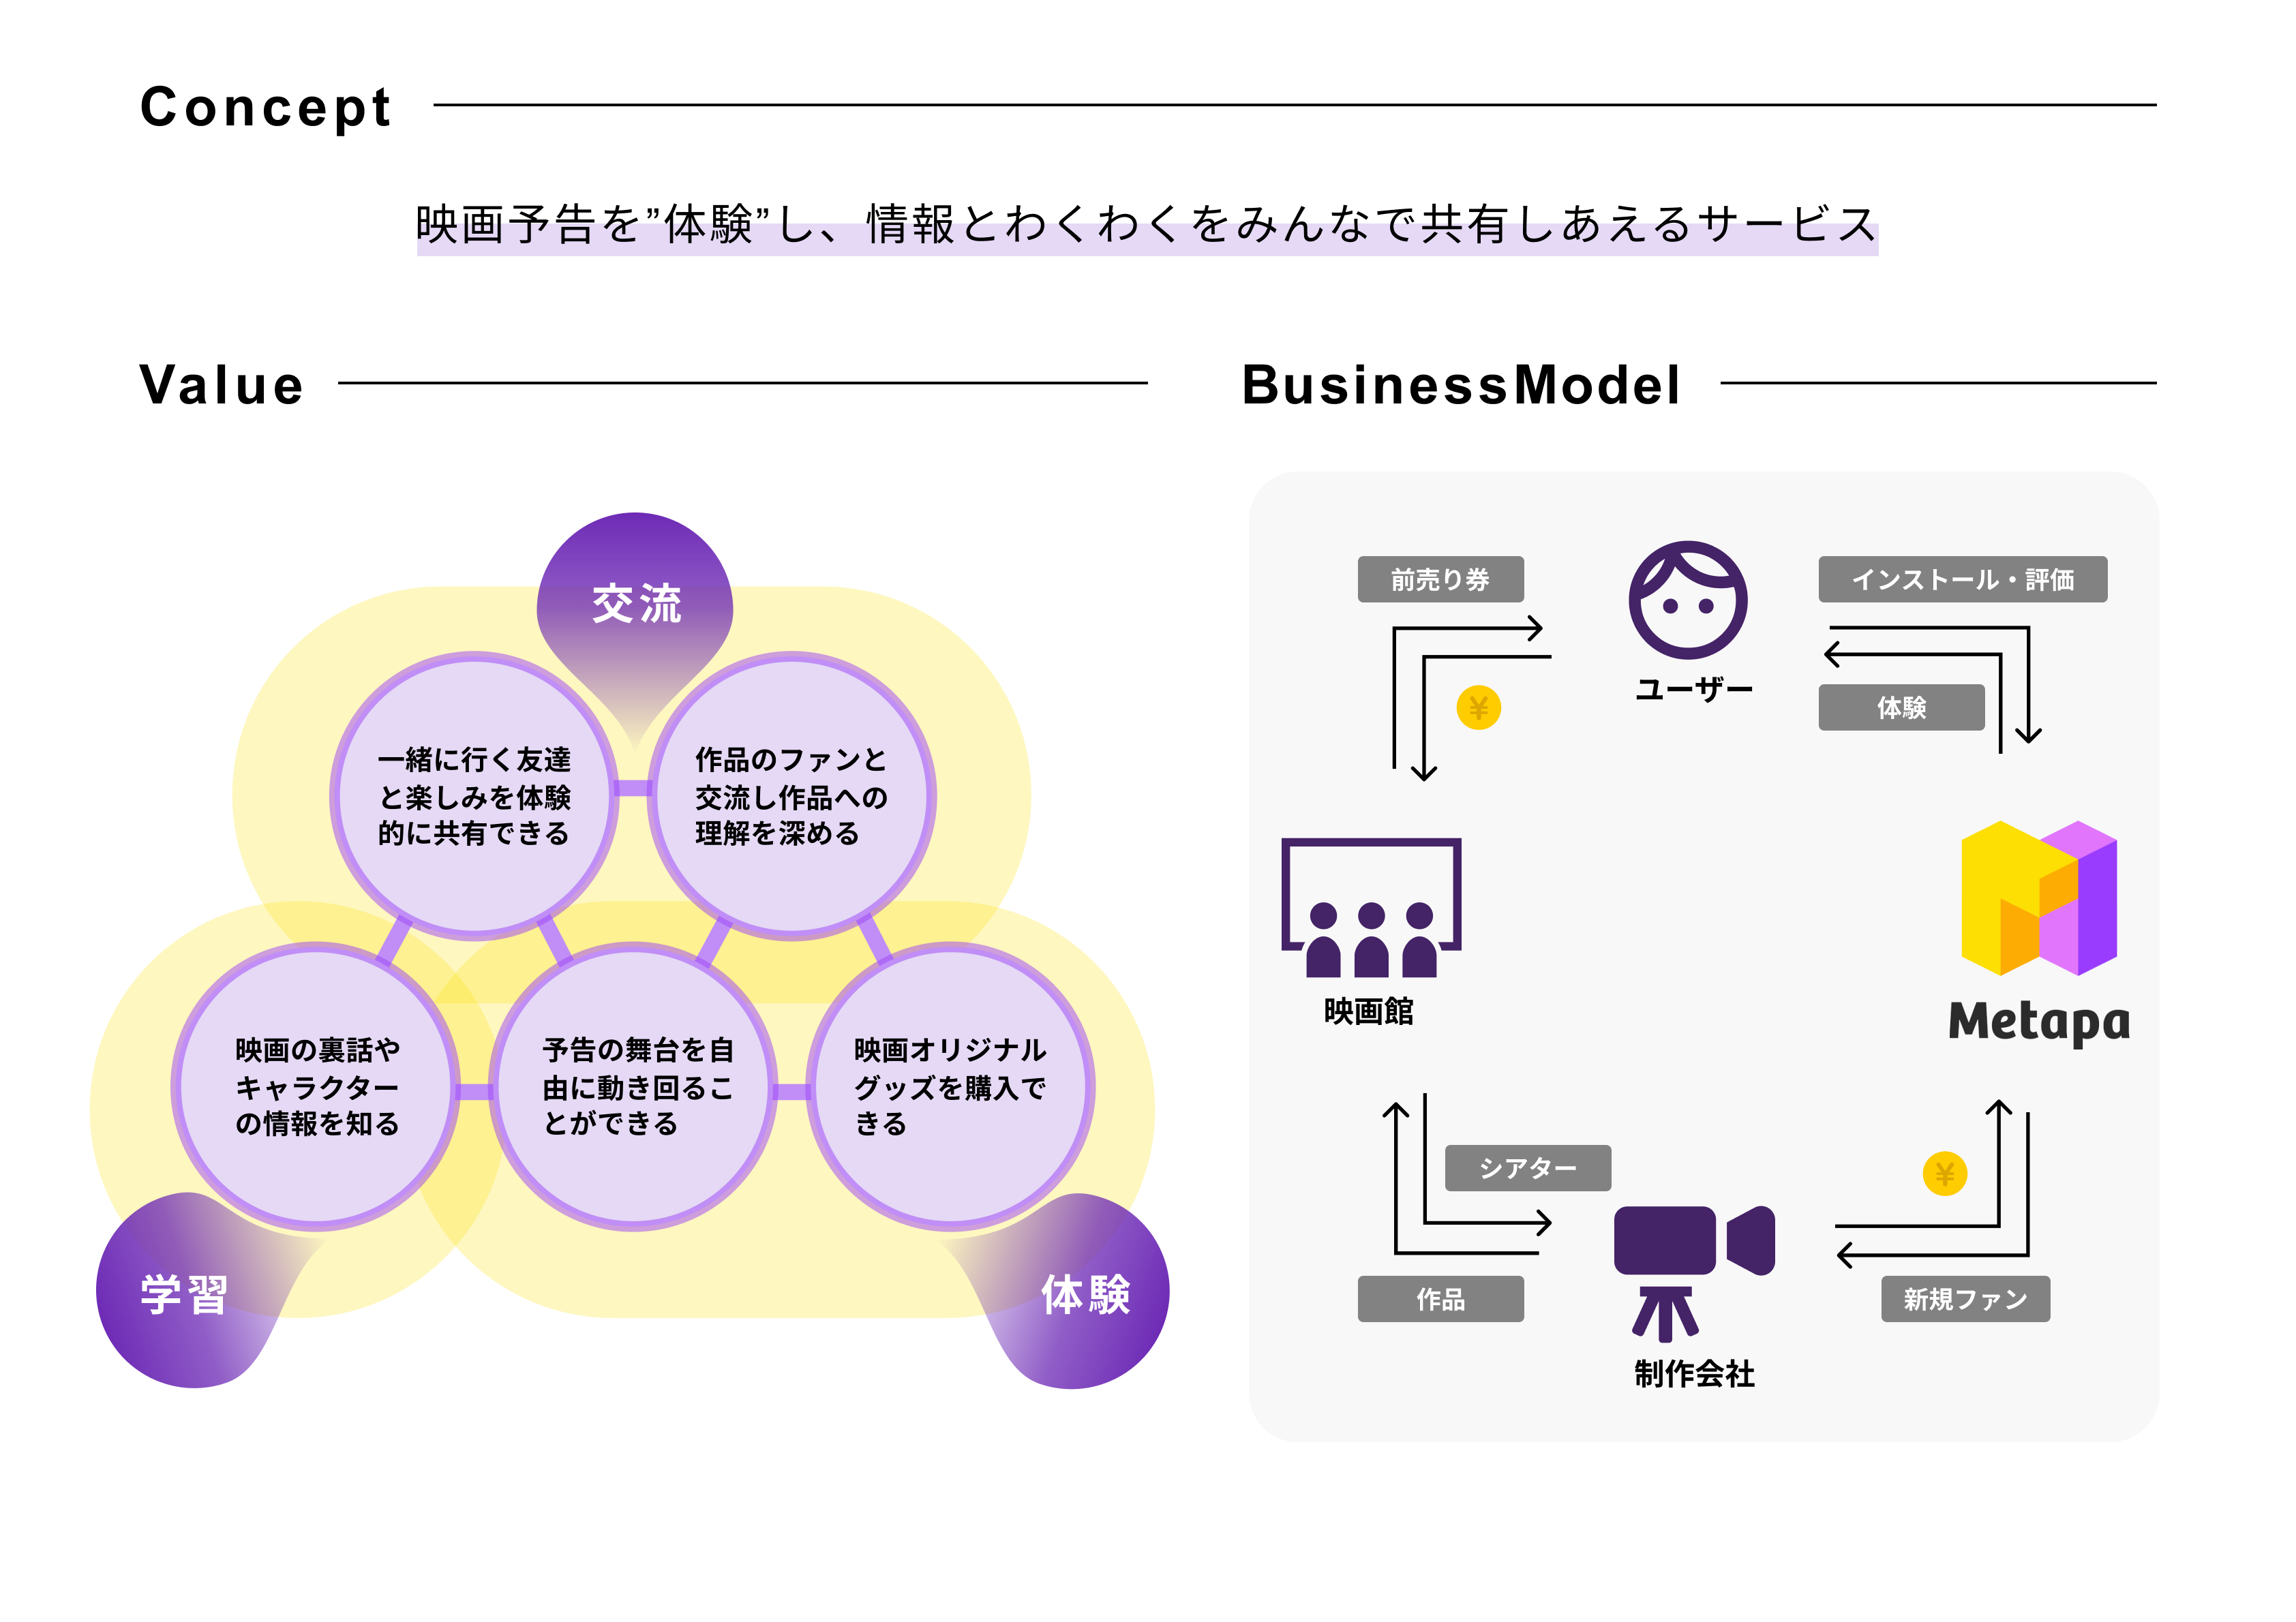 Concept
映画予告を”体験”し、情報とわくわくをみんなで共有しあえるサービス
Value
交流
一緒に行く友達
と楽しみを体験
的に共有できる
作品のファンと
交流し作品への
理解を深める
映画の裏話や
キャラクター
の情報を知る
予告の舞台を自
由に動き回るこ
とができる
映画オリジナル
グッズを購入で
きる
学習
体験
BusinessModel
前売り券
インストール・評価
ユーザー
¥
体験
映画館
Metapa
シアター
¥
作品
新規ファン
制作会社